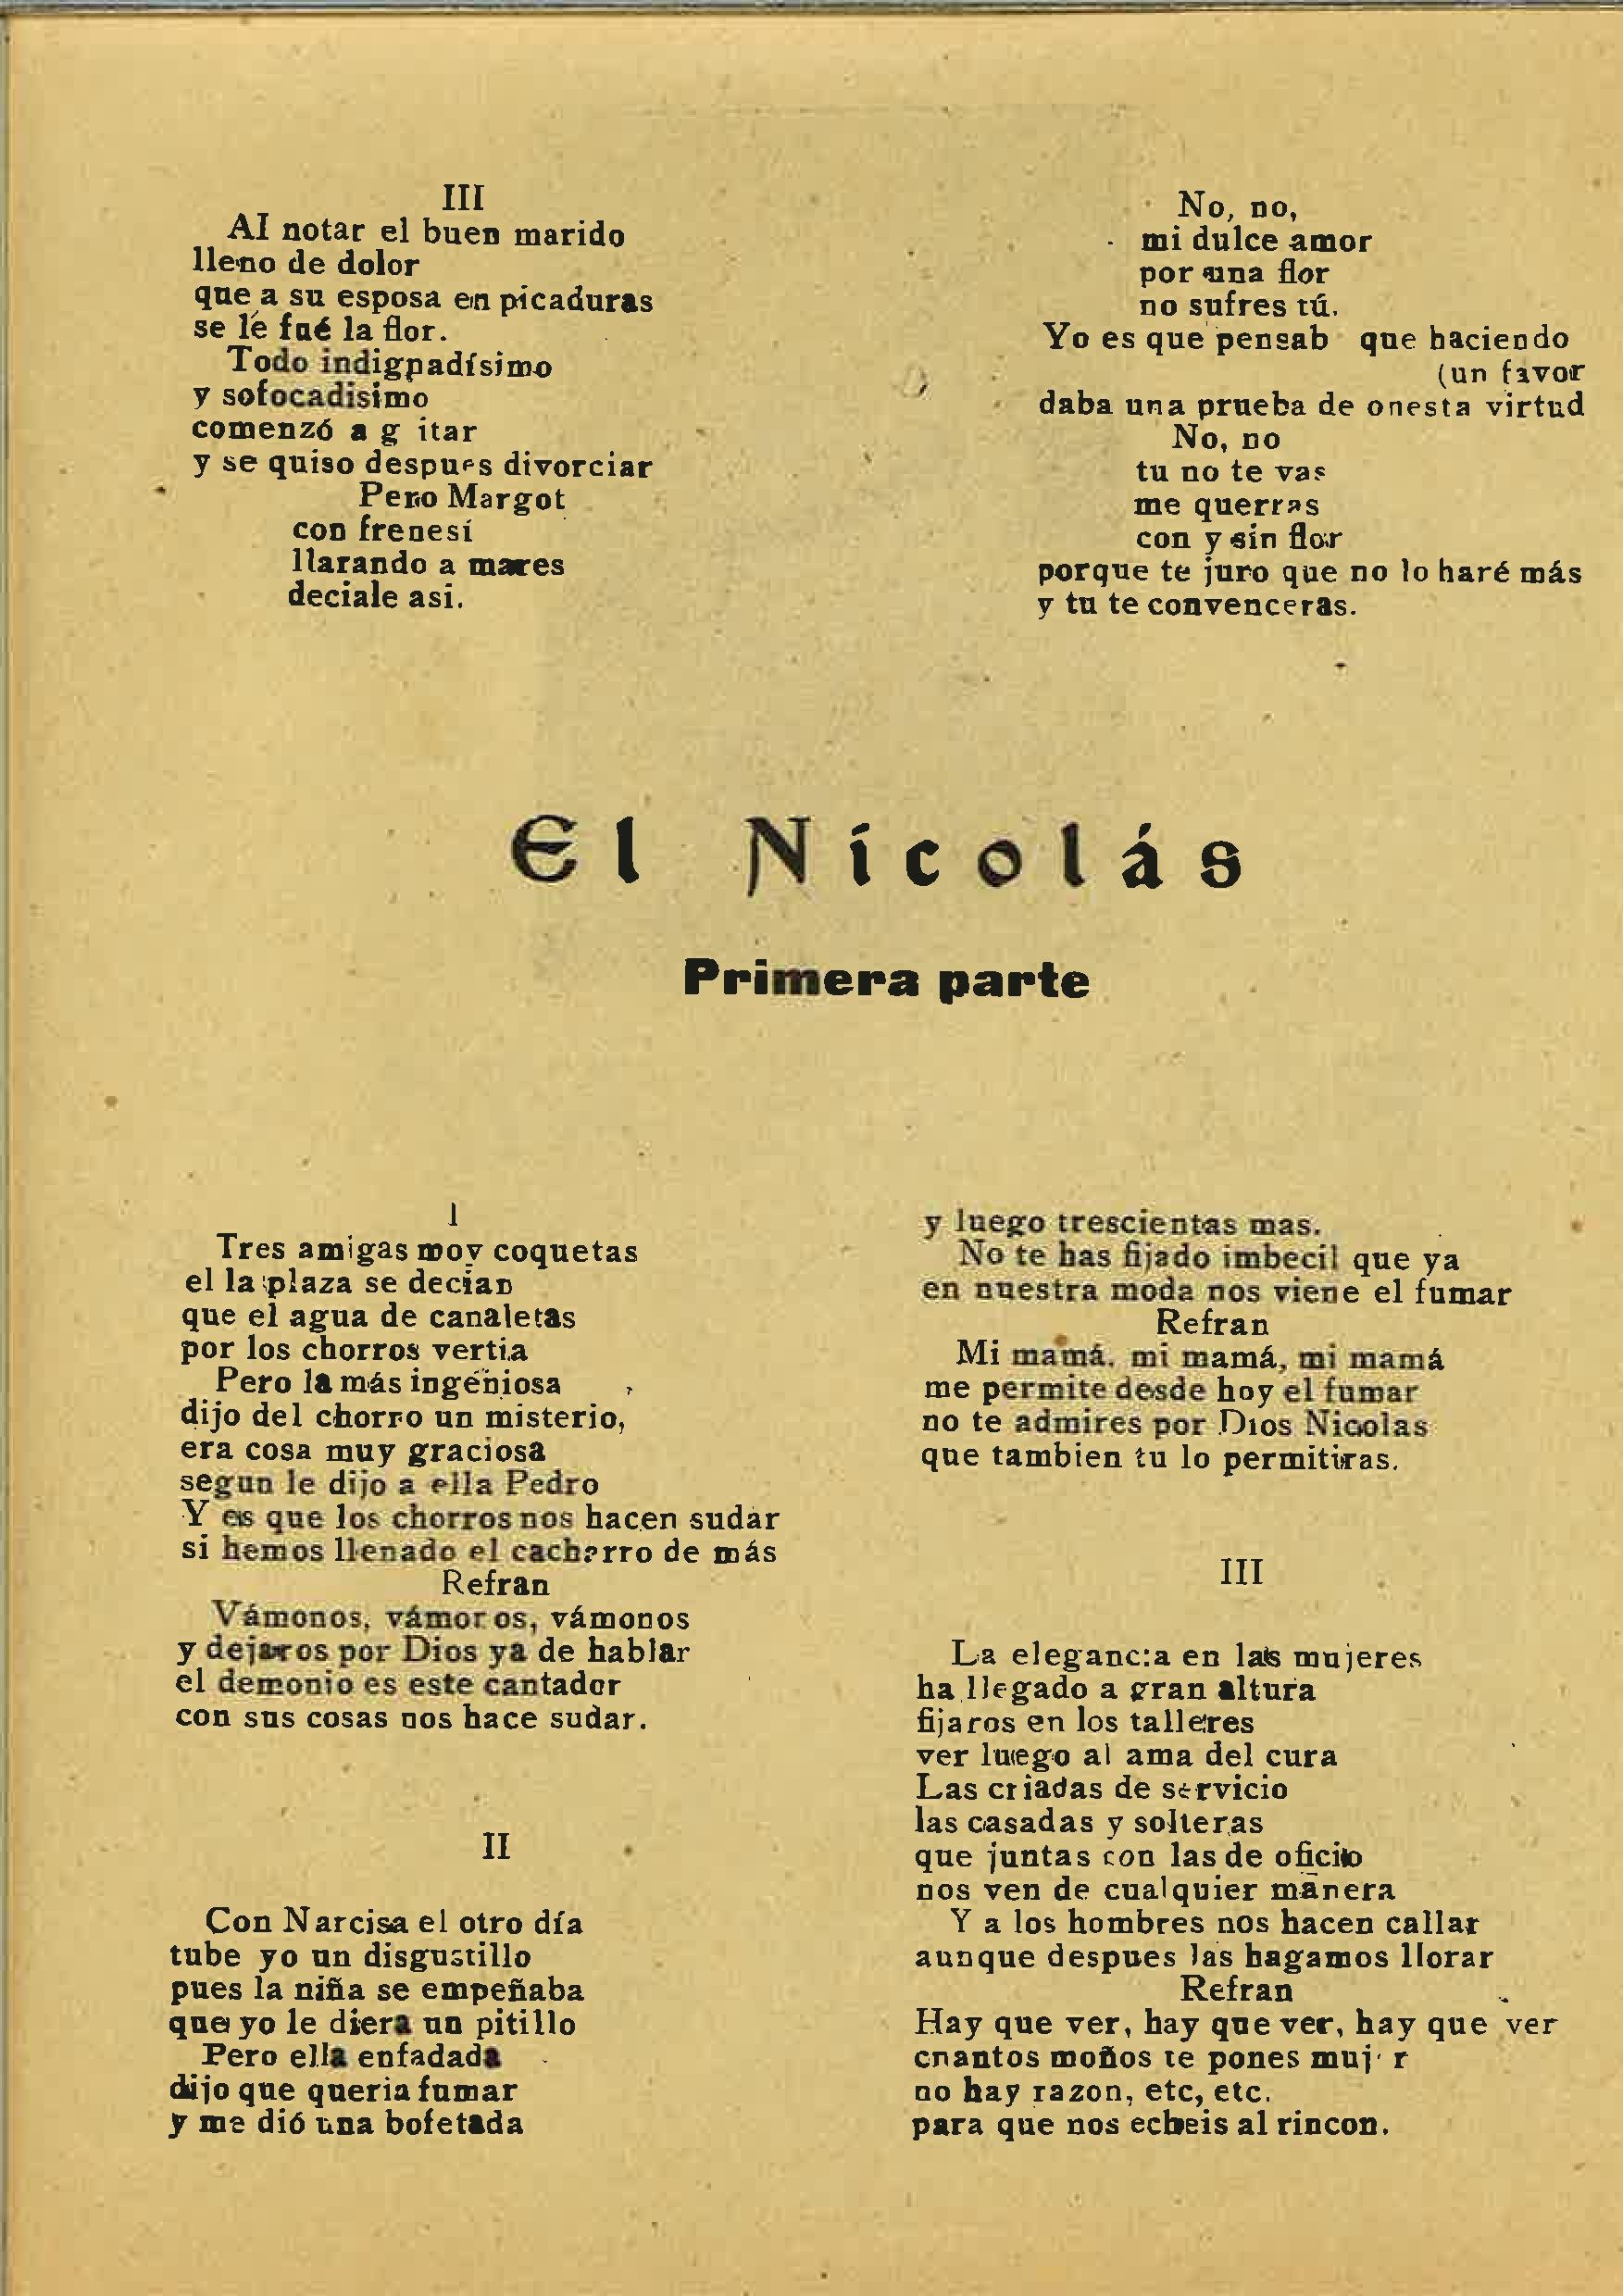 III
Al notar el buen marido
lleno de dolor
que a su esposa en picaduras
se le fué la flor.
Todo indigpadísimo
y sofocadisimo
comenzó a g itar
y se quiso despues divorciar
Pero Margot
con frenesí
llarando a mares
deciale asi.
No, no,
mi dulce amor
por una flor
no sufres tú.
Yo es que pensab que haciendo
(un favor
daba una prueba de onesta virtud
No, no
tu no te vas
me querras
con y sin flor
porque te juro que no lo haré más
y tu te convenceras.
El Nicolás
Primera parte
I
Tres amigas moy coquetas
el la plaza se decian
que el agua de canaletas
por los chorros vertia
Pero la más ingeniosa
dijo del chorro un misterio,
era cosa muy graciosa
segun le dijo a ella Pedro
Y es que los chorros nos hacen sudar
si hemos llenado el cacharro de más
Refran
Vámonos, vámoros, vámonos
y dejaros por Dios ya de hablar
el demonio es este cantador
con sus cosas nos hace sudar.
II
Con Narcisa el otro día
tube yo un disgustillo
pues la niña se empeñaba
que yo le diera un pitillo
Pero ella enfadada
dijo que queria fumar
y me dió una bofetada
y luego trescientas mas.
No te has fijado imbecil que ya
en nuestra moda nos viene el fumar
Refran
Mi mamá, mi mamá, mi mamá
me permite desde hoy el fumar
no te admires por Dios Nicolas
que tambien tu lo permitiras.
III
La elegancia en las mujeres
ha llegado a gran altura
fijaros en los talleres
ver luego al ama del cura
Las criadas de servicio
las casadas y solteras
que juntas con las de oficio
nos ven de cualquier manera
Y a los hombres nos hacen callar
aunque despues las hagamos llorar
Refran
Hay que ver, hay que ver, hay que ver
cnantos moños te pones muj r
no hay razon, etc, etc.
para que nos echeis al rincon.